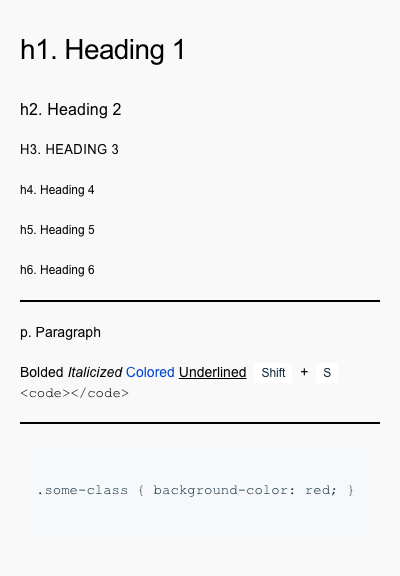 h1. Heading 1
h2. Heading 2
H3. HEADING 3
h4. Heading 4
h5. Heading 5
h6. Heading 6
p. Paragraph
Bolded Italicized Colored Underlined Shift + S
<code></code>
.some-class { background-color: red; }